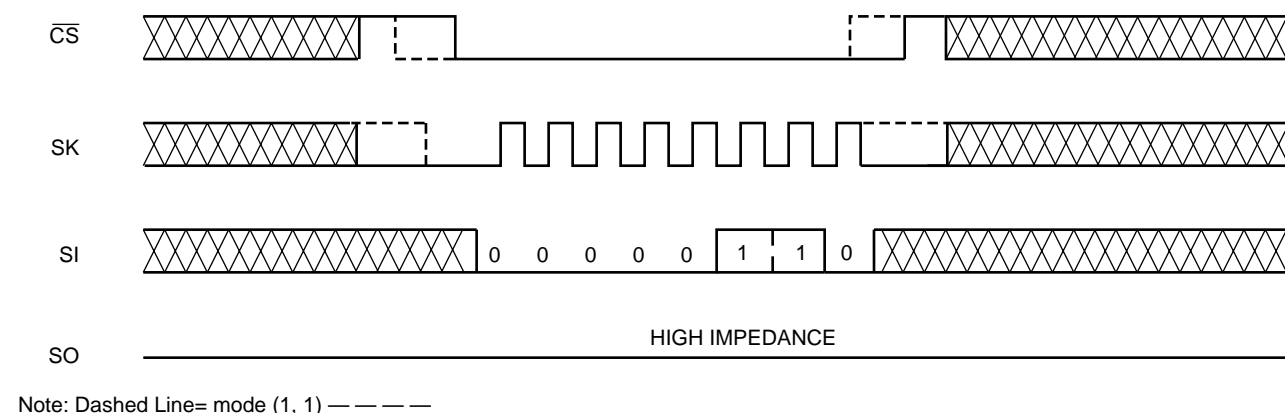 C̅S̅
SK
SI
0 0 0 0 0 1 1 0
HIGH IMPEDANCE
SO
Note: Dashed Line= mode (1, 1) — — — —